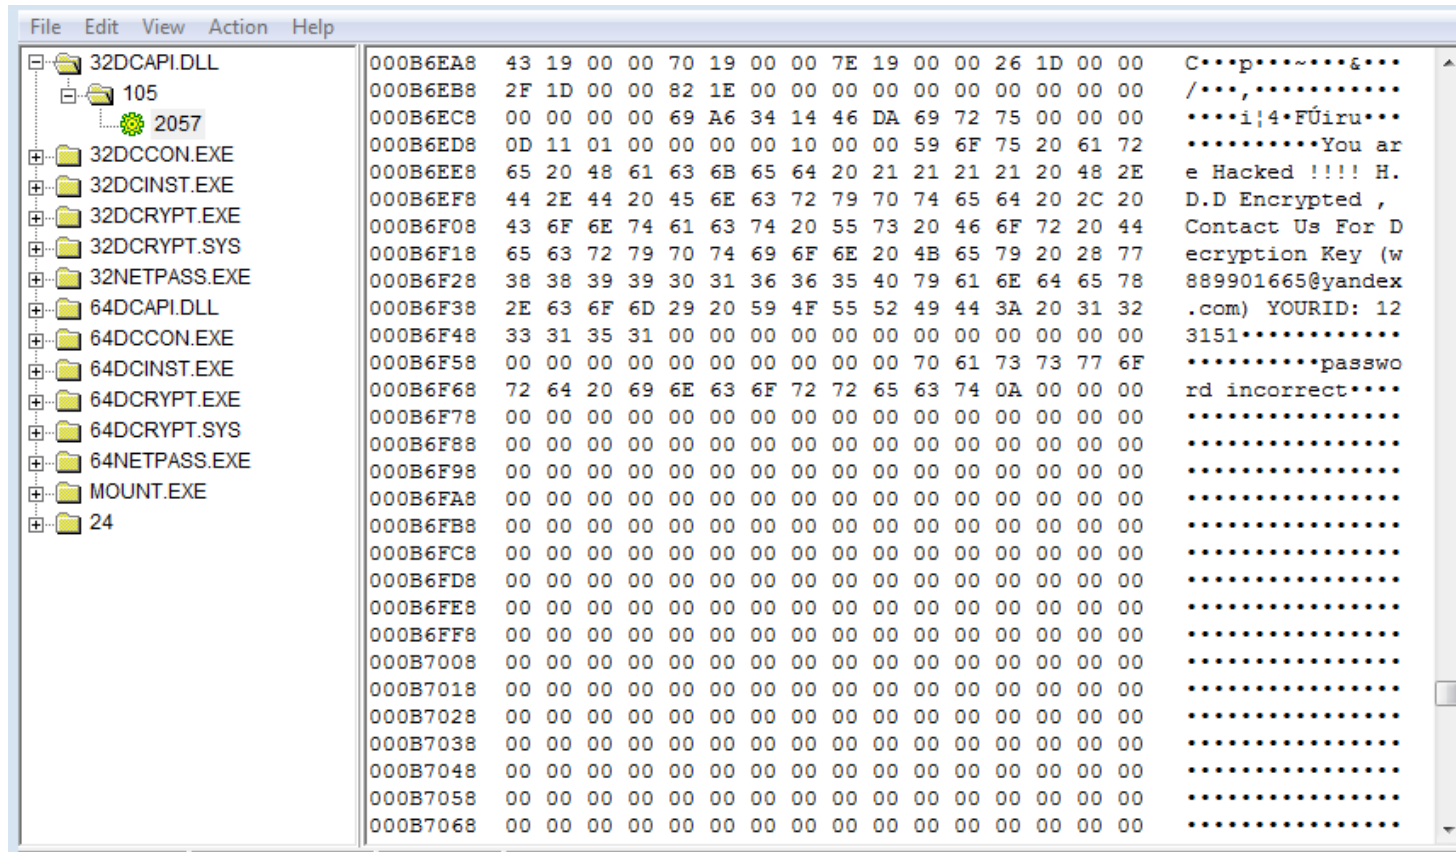 File Edit View Action Help
32DCAPI.DLL
105
2057
32DCCON.EXE
32DCINST.EXE
32DCRYPT.EXE
32DCRYPT.SYS
32NETPASS.EXE
64DCAPI.DLL
64DCCON.EXE
64DCINST.EXE
64DCRYPT.EXE
64DCRYPT.SYS
64NETPASS.EXE
MOUNT.EXE
24
000B6EA8 43 19 00 00 70 19 00 00 7E 19 00 00 26 1D 00 00 C•••p•••~•••&•••
000B6EB8 2F 1D 00 00 82 1E 00 00 00 00 00 00 00 00 00 00 /•••‚•••••••••••
000B6EC8 00 00 00 00 69 A6 34 14 46 DA 69 72 75 00 00 00 ••••i¦4•FÚiru•••
000B6ED8 0D 11 01 00 00 00 00 10 00 00 59 6F 75 20 61 72 ••••••••••You ar
000B6EE8 65 20 48 61 63 6B 65 64 20 21 21 21 21 20 48 2E e Hacked !!!! H.
000B6EF8 44 2E 44 20 45 6E 63 72 79 70 74 65 64 20 2C 20 D.D Encrypted ,
000B6F08 43 6F 6E 74 61 63 74 20 55 73 20 46 6F 72 20 44 Contact Us For D
000B6F18 65 63 72 79 70 74 69 6F 6E 20 4B 65 79 20 28 77 ecryption Key (w
000B6F28 38 38 39 39 30 31 36 36 35 40 79 61 6E 64 65 78 889901665@yandex
000B6F38 2E 63 6F 6D 29 20 59 4F 55 52 49 44 3A 20 31 32 .com) YOURID: 12
000B6F48 33 31 35 31 00 00 00 00 00 00 00 00 00 00 00 00 3151••••••••••••
000B6F58 00 00 00 00 00 00 00 00 00 00 70 61 73 73 77 6F ••••••••••passwo
000B6F68 72 64 20 69 6E 63 6F 72 72 65 63 74 0A 00 00 00 rd incorrect••••
000B6F78 00 00 00 00 00 00 00 00 00 00 00 00 00 00 00 00 ••••••••••••••••
000B6F88 00 00 00 00 00 00 00 00 00 00 00 00 00 00 00 00 ••••••••••••••••
000B6F98 00 00 00 00 00 00 00 00 00 00 00 00 00 00 00 00 ••••••••••••••••
000B6FA8 00 00 00 00 00 00 00 00 00 00 00 00 00 00 00 00 ••••••••••••••••
000B6FB8 00 00 00 00 00 00 00 00 00 00 00 00 00 00 00 00 ••••••••••••••••
000B6FC8 00 00 00 00 00 00 00 00 00 00 00 00 00 00 00 00 ••••••••••••••••
000B6FD8 00 00 00 00 00 00 00 00 00 00 00 00 00 00 00 00 ••••••••••••••••
000B6FE8 00 00 00 00 00 00 00 00 00 00 00 00 00 00 00 00 ••••••••••••••••
000B6FF8 00 00 00 00 00 00 00 00 00 00 00 00 00 00 00 00 ••••••••••••••••
000B7008 00 00 00 00 00 00 00 00 00 00 00 00 00 00 00 00 ••••••••••••••••
000B7018 00 00 00 00 00 00 00 00 00 00 00 00 00 00 00 00 ••••••••••••••••
000B7028 00 00 00 00 00 00 00 00 00 00 00 00 00 00 00 00 ••••••••••••••••
000B7038 00 00 00 00 00 00 00 00 00 00 00 00 00 00 00 00 ••••••••••••••••
000B7048 00 00 00 00 00 00 00 00 00 00 00 00 00 00 00 00 ••••••••••••••••
000B7058 00 00 00 00 00 00 00 00 00 00 00 00 00 00 00 00 ••••••••••••••••
000B7068 00 00 00 00 00 00 00 00 00 00 00 00 00 00 00 00 ••••••••••••••••